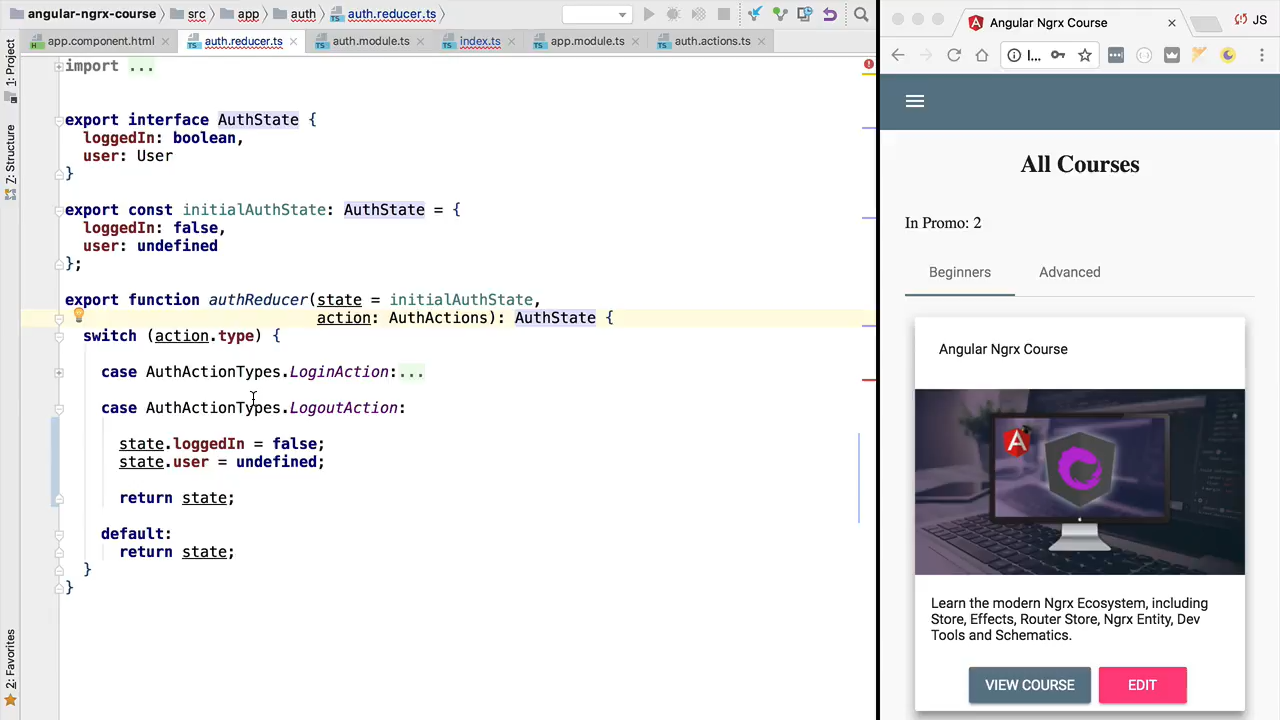 angular-ngrx-course
src
app
auth
auth.reducer.ts
app.component.html
auth.reducer.ts
auth.module.ts
index.ts
app.module.ts
auth.actions.ts
1: Project
Z: Structure
2: Favorites
import ...
export interface AuthState {
loggedIn: boolean,
user: User
}
export const initialAuthState: AuthState = {
loggedIn: false,
user: undefined
};
export function authReducer(state = initialAuthState,
action: AuthActions): AuthState {
switch (action.type) {
case AuthActionTypes.LoginAction:...
case AuthActionTypes.LogoutAction:
state.loggedIn = false;
state.user = undefined;
return state;
default:
return state;
}
}
Angular Ngrx Course
JS
l...
All Courses
In Promo: 2
Beginners
Advanced
Angular Ngrx Course
Learn the modern Ngrx Ecosystem, including
Store, Effects, Router Store, Ngrx Entity, Dev
Tools and Schematics.
VIEW COURSE
EDIT